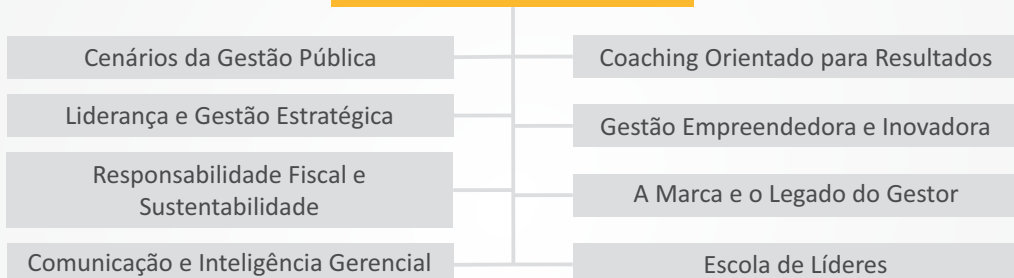 Cenários da Gestão Pública
Liderança e Gestão Estratégica
Responsabilidade Fiscal e
Sustentabilidade
Comunicação e Inteligência Gerencial
Coaching Orientado para Resultados
Gestão Empreendedora e Inovadora
A Marca e o Legado do Gestor
Escola de Líderes